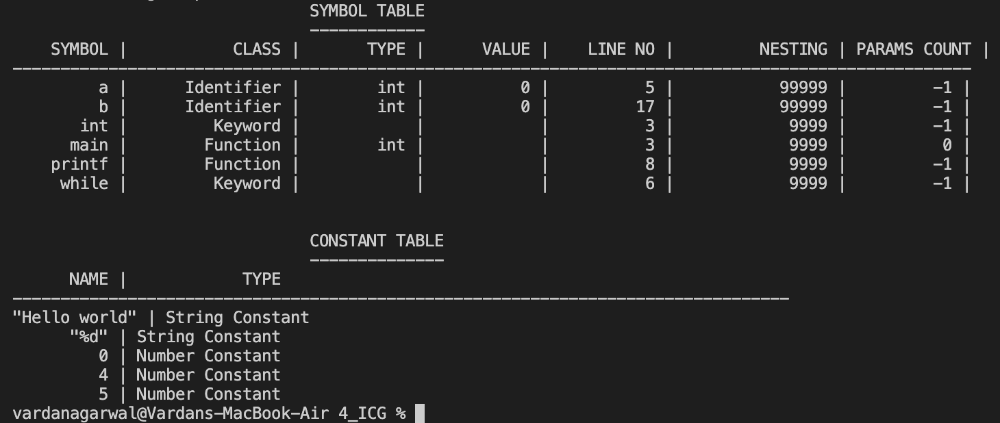 SYMBOL TABLE
------------
SYMBOL | CLASS | TYPE | VALUE | LINE NO | NESTING | PARAMS COUNT |
----------------------------------------------------------------------------------------------------
a | Identifier | int | 0 | 5 | 99999 | -1 |
b | Identifier | int | 0 | 17 | 99999 | -1 |
int | Keyword | | | 3 | 9999 | -1 |
main | Function | int | | 3 | 9999 | 0 |
printf | Function | | | 8 | 9999 | -1 |
while | Keyword | | | 6 | 9999 | -1 |
CONSTANT TABLE
--------------
NAME | TYPE
---------------------------------------------------------------------------------
"Hello world" | String Constant
"%d" | String Constant
0 | Number Constant
4 | Number Constant
5 | Number Constant
vardanagarwal@Vardans-MacBook-Air 4_ICG %